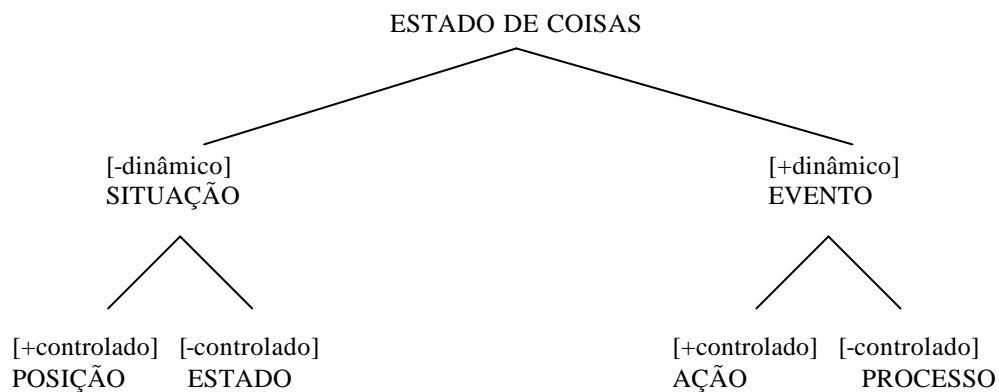 ESTADO DE COISAS
[-dinâmico] [+dinâmico]
SITUAÇÃO EVENTO
[+controlado] [-controlado] [+controlado] [-controlado]
POSIÇÃO ESTADO AÇÃO PROCESSO